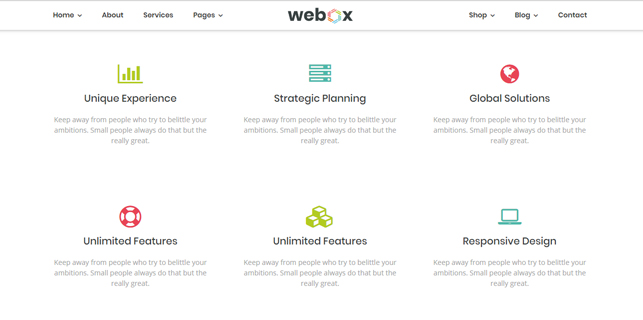 Home About Services Pages webox Shop Blog Contact
Unique Experience Strategic Planning Global Solutions
Keep away from people who try to belittle your
ambitions. Small people always do that but the
really great.
Keep away from people who try to belittle your
ambitions. Small people always do that but the
really great.
Keep away from people who try to belittle your
ambitions. Small people always do that but the
really great.
Unlimited Features Unlimited Features Responsive Design
Keep away from people who try to belittle your
ambitions. Small people always do that but the
really great.
Keep away from people who try to belittle your
ambitions. Small people always do that but the
really great.
Keep away from people who try to belittle your
ambitions. Small people always do that but the
really great.